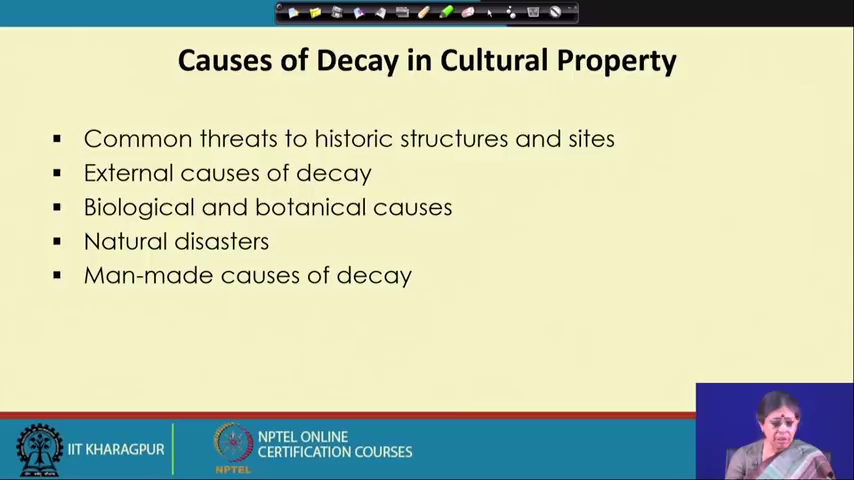 Causes of Decay in Cultural Property
▪ Common threats to historic structures and sites
▪ External causes of decay
▪ Biological and botanical causes
▪ Natural disasters
▪ Man-made causes of decay
IIT KHARAGPUR
NPTEL
NPTEL ONLINE
CERTIFICATION COURSES